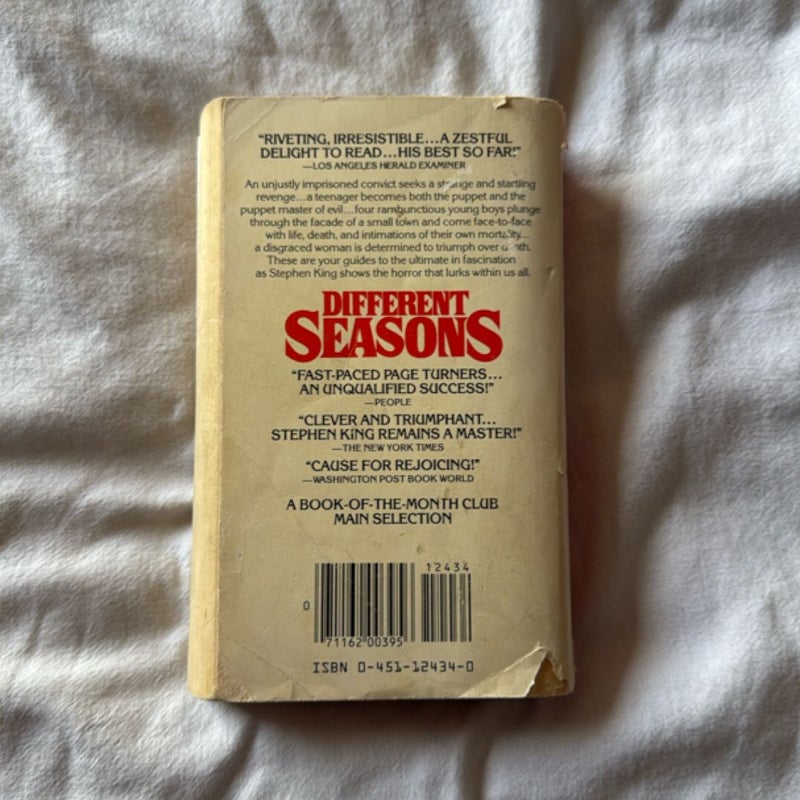 “RIVETING, IRRESISTIBLE...A ZESTFUL
DELIGHT TO READ...HIS BEST SO FAR!”
—LOS ANGELES HERALD EXAMINER
An unjustly imprisoned convict seeks a strange and startling
revenge...a teenager becomes both the puppet and the
puppet master of evil...four rambunctious young boys plunge
through the facade of a small town and come face-to-face
with life, death, and intimations of their own mortality...
a disgraced woman is determined to triumph over death.
These are your guides to the ultimate in fascination
as Stephen King shows the horror that lurks within us all.
DIFFERENT
SEASONS
“FAST-PACED PAGE TURNERS...
AN UNQUALIFIED SUCCESS!”
—PEOPLE
“CLEVER AND TRIUMPHANT...
STEPHEN KING REMAINS A MASTER!”
—THE NEW YORK TIMES
“CAUSE FOR REJOICING!”
—WASHINGTON POST BOOK WORLD
A BOOK-OF-THE-MONTH CLUB
MAIN SELECTION
12434
0
71162 00395
ISBN 0-451-12434-0